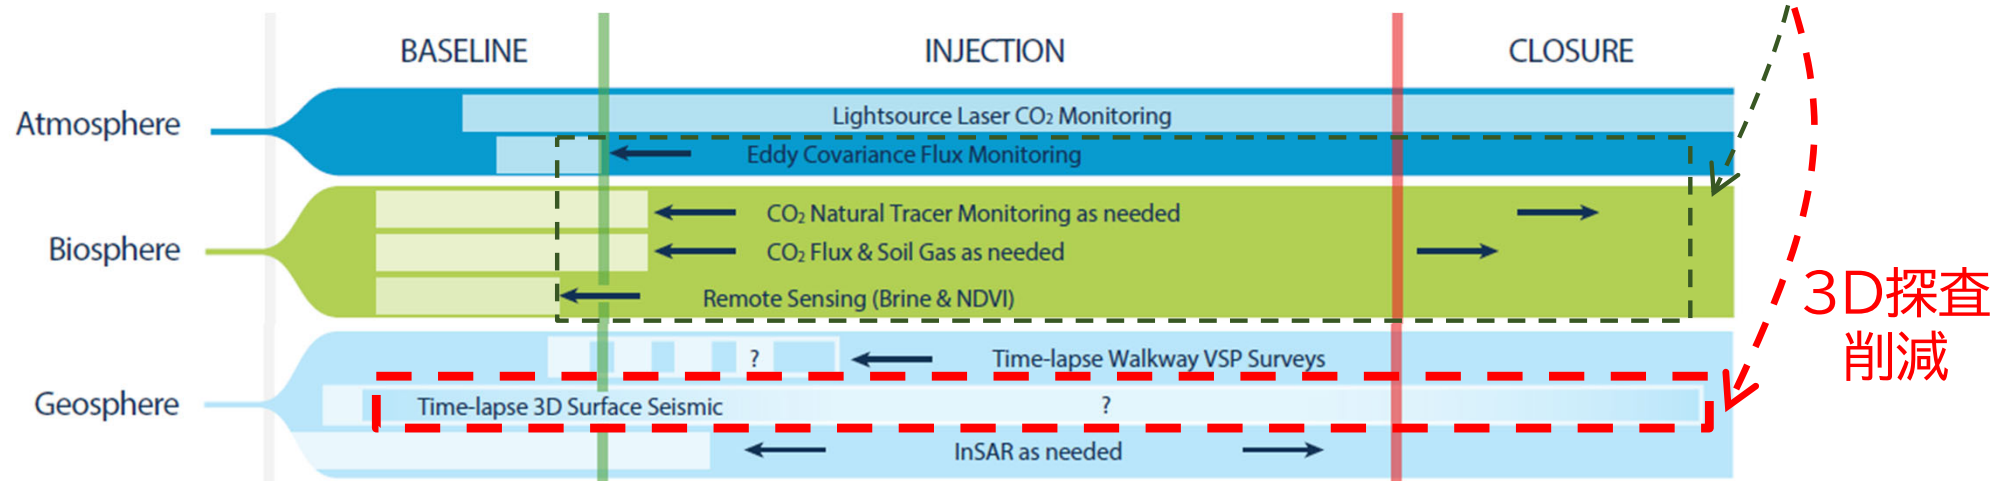 BASELINE
INJECTION
CLOSURE
Atmosphere
Lightsource Laser CO₂ Monitoring
Eddy Covariance Flux Monitoring
Biosphere
CO₂ Natural Tracer Monitoring as needed
CO₂ Flux & Soil Gas as needed
Remote Sensing (Brine & NDVI)
3D探査
削減
Geosphere
?
Time-lapse Walkway VSP Surveys
Time-lapse 3D Surface Seismic
?
InSAR as needed